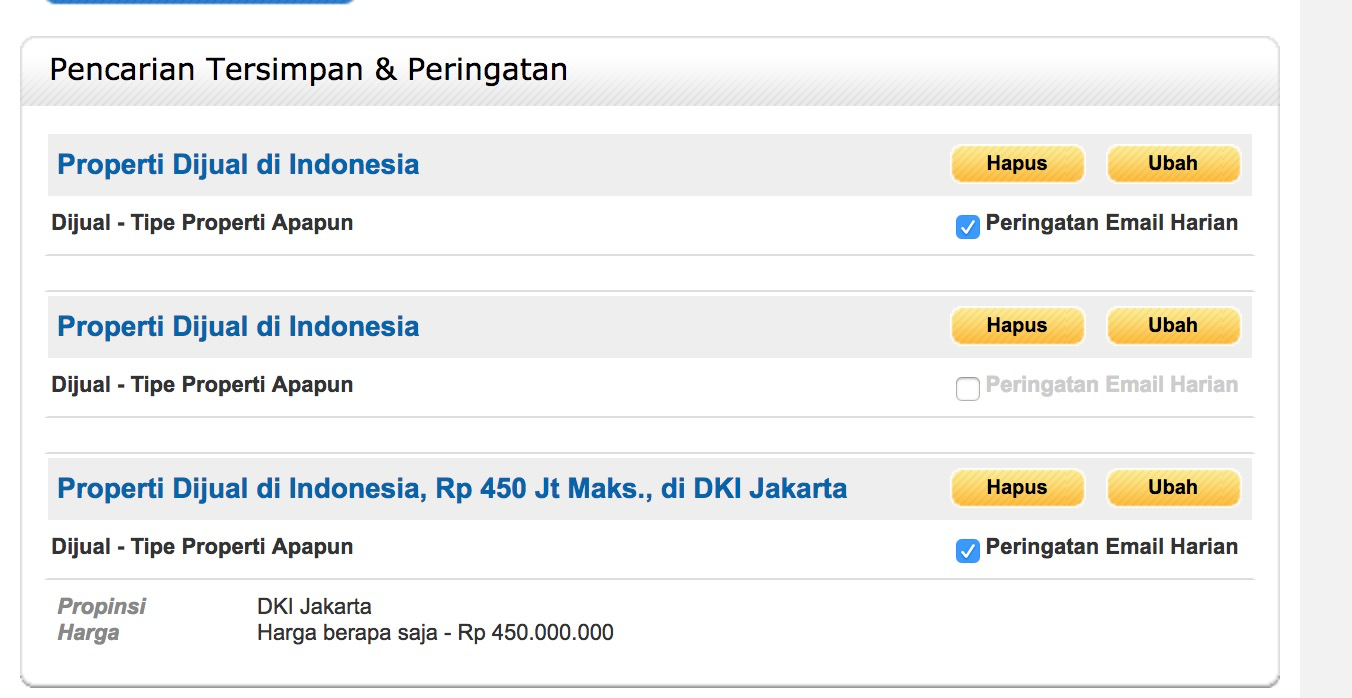 Pencarian Tersimpan & Peringatan
Properti Dijual di Indonesia Hapus Ubah
Dijual - Tipe Properti Apapun Peringatan Email Harian
Properti Dijual di Indonesia Hapus Ubah
Dijual - Tipe Properti Apapun Peringatan Email Harian
Properti Dijual di Indonesia, Rp 450 Jt Maks., di DKI Jakarta Hapus Ubah
Dijual - Tipe Properti Apapun Peringatan Email Harian
Propinsi DKI Jakarta
Harga Harga berapa saja - Rp 450.000.000